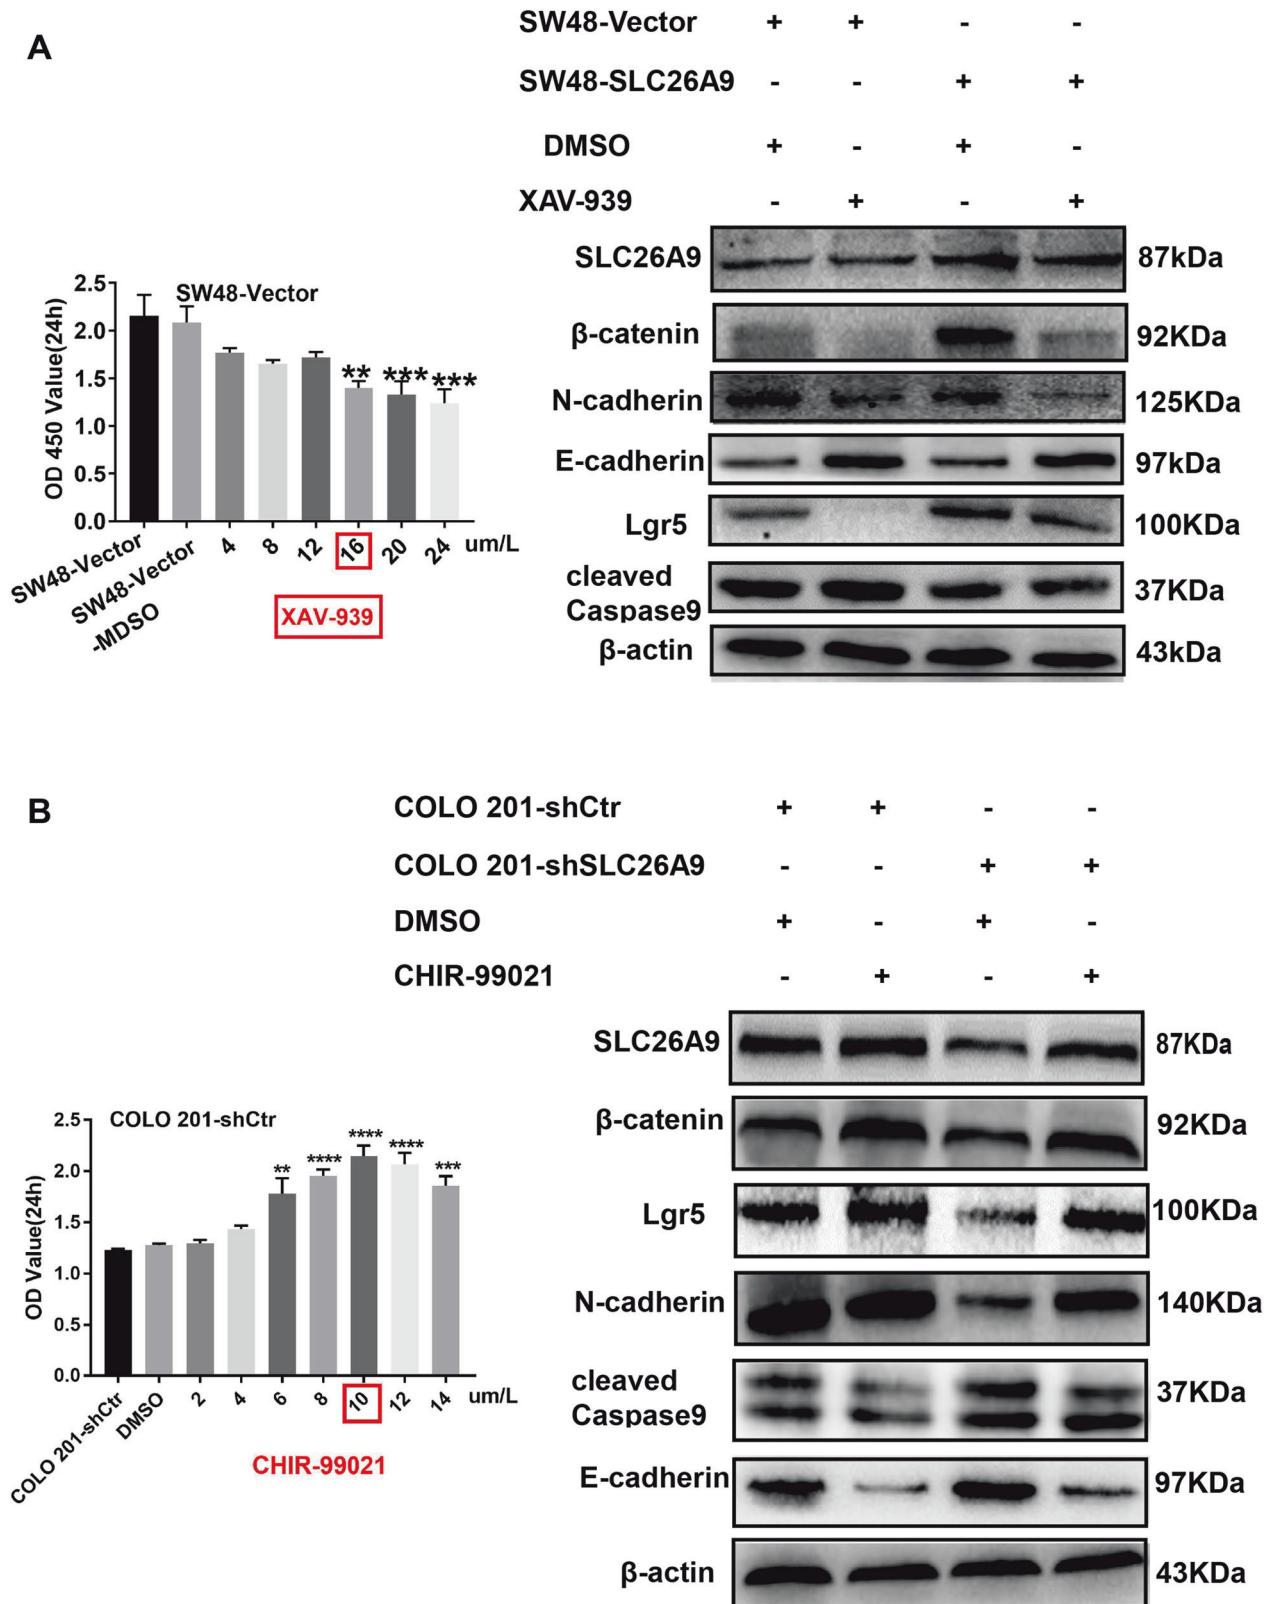 A
SW48-Vector + + - -
SW48-SLC26A9 - - + +
DMSO + - + -
XAV-939 - + - +
SLC26A9 87kDa
β-catenin 92KDa
N-cadherin 125KDa
E-cadherin 97kDa
Lgr5 100KDa
cleaved
Caspase9 37KDa
β-actin 43kDa
OD 450 Value(24h)
SW48-Vector
2.5
2.0
1.5
1.0
0.5
0.0
** *** ***
SW48-Vector
SW48-Vector
-MDSO
4 8 12 16 20 24 um/L
XAV-939
B
COLO 201-shCtr + + - -
COLO 201-shSLC26A9 - - + +
DMSO + - + -
CHIR-99021 - + - +
SLC26A9 87KDa
β-catenin 92KDa
Lgr5 100KDa
N-cadherin 140KDa
cleaved
Caspase9 37KDa
E-cadherin 97KDa
β-actin 43KDa
OD Value(24h)
COLO 201-shCtr
2.5
2.0
1.5
1.0
0.5
0.0
** **** **** **** ***
COLO 201-shCtr DMSO 2 4 6 8 10 12 14 um/L
CHIR-99021